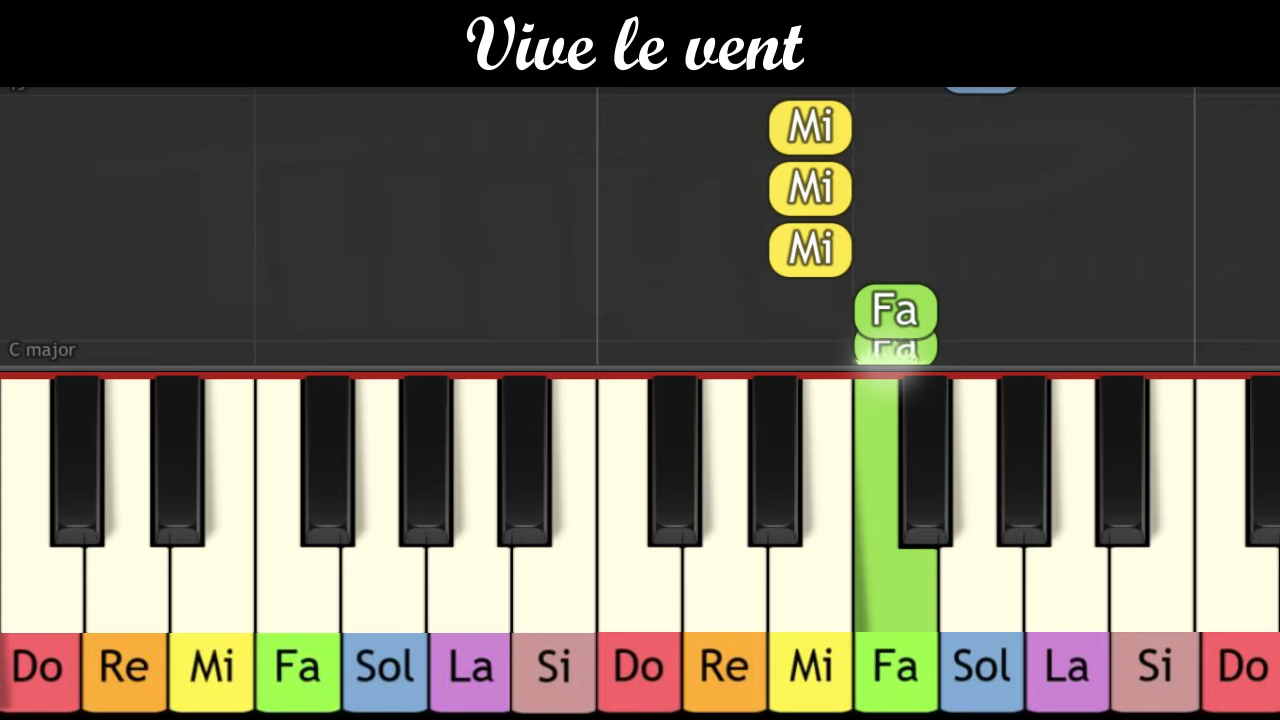 Vive le vent
Mi
Mi
Mi
Fa
C major
Fa
Do Re Mi Fa Sol La Si Do Re Mi Fa Sol La Si Do